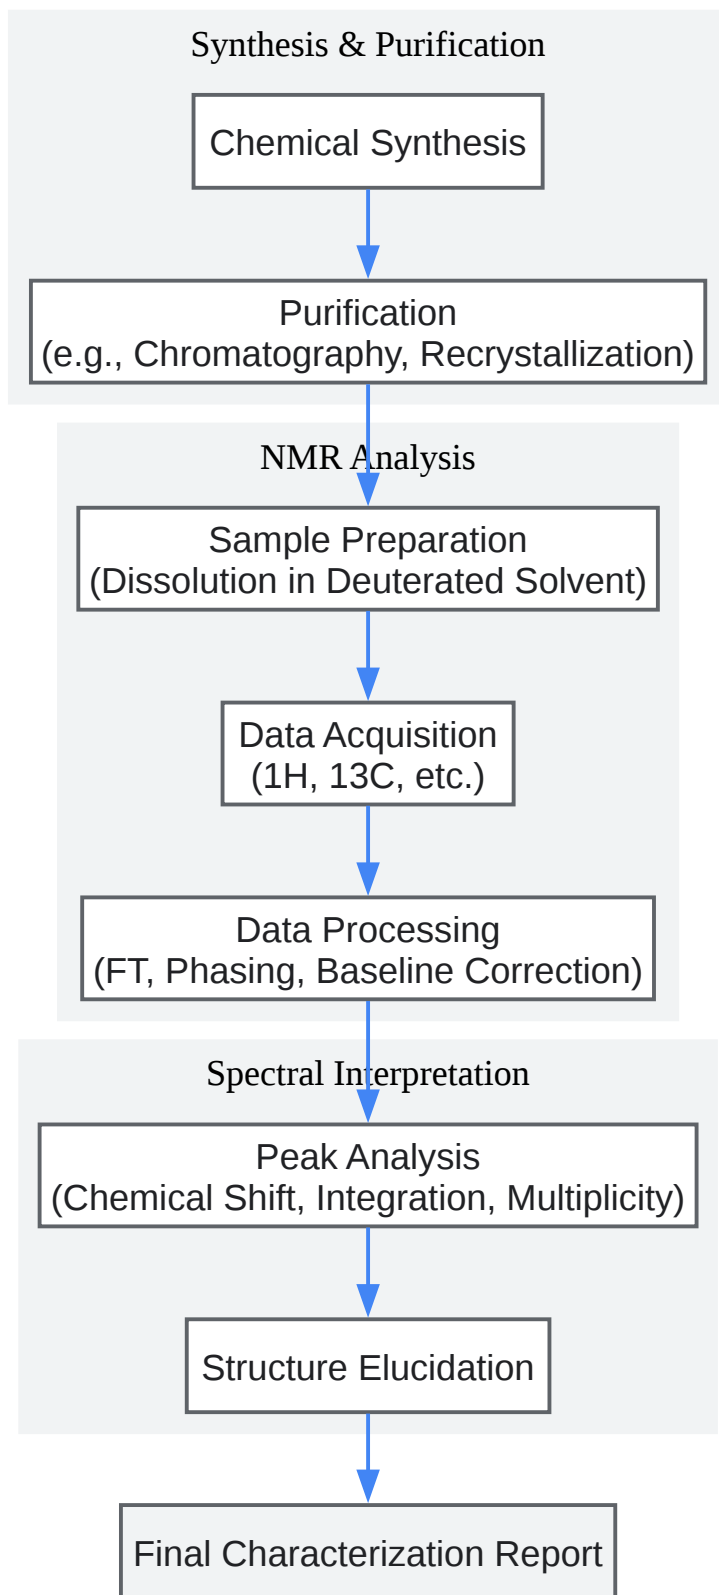 Synthesis & Purification
Chemical Synthesis
Purification
(e.g., Chromatography, Recrystallization)
NMR Analysis
Sample Preparation
(Dissolution in Deuterated Solvent)
Data Acquisition
(1H, 13C, etc.)
Data Processing
(FT, Phasing, Baseline Correction)
Spectral Interpretation
Peak Analysis
(Chemical Shift, Integration, Multiplicity)
Structure Elucidation
Final Characterization Report